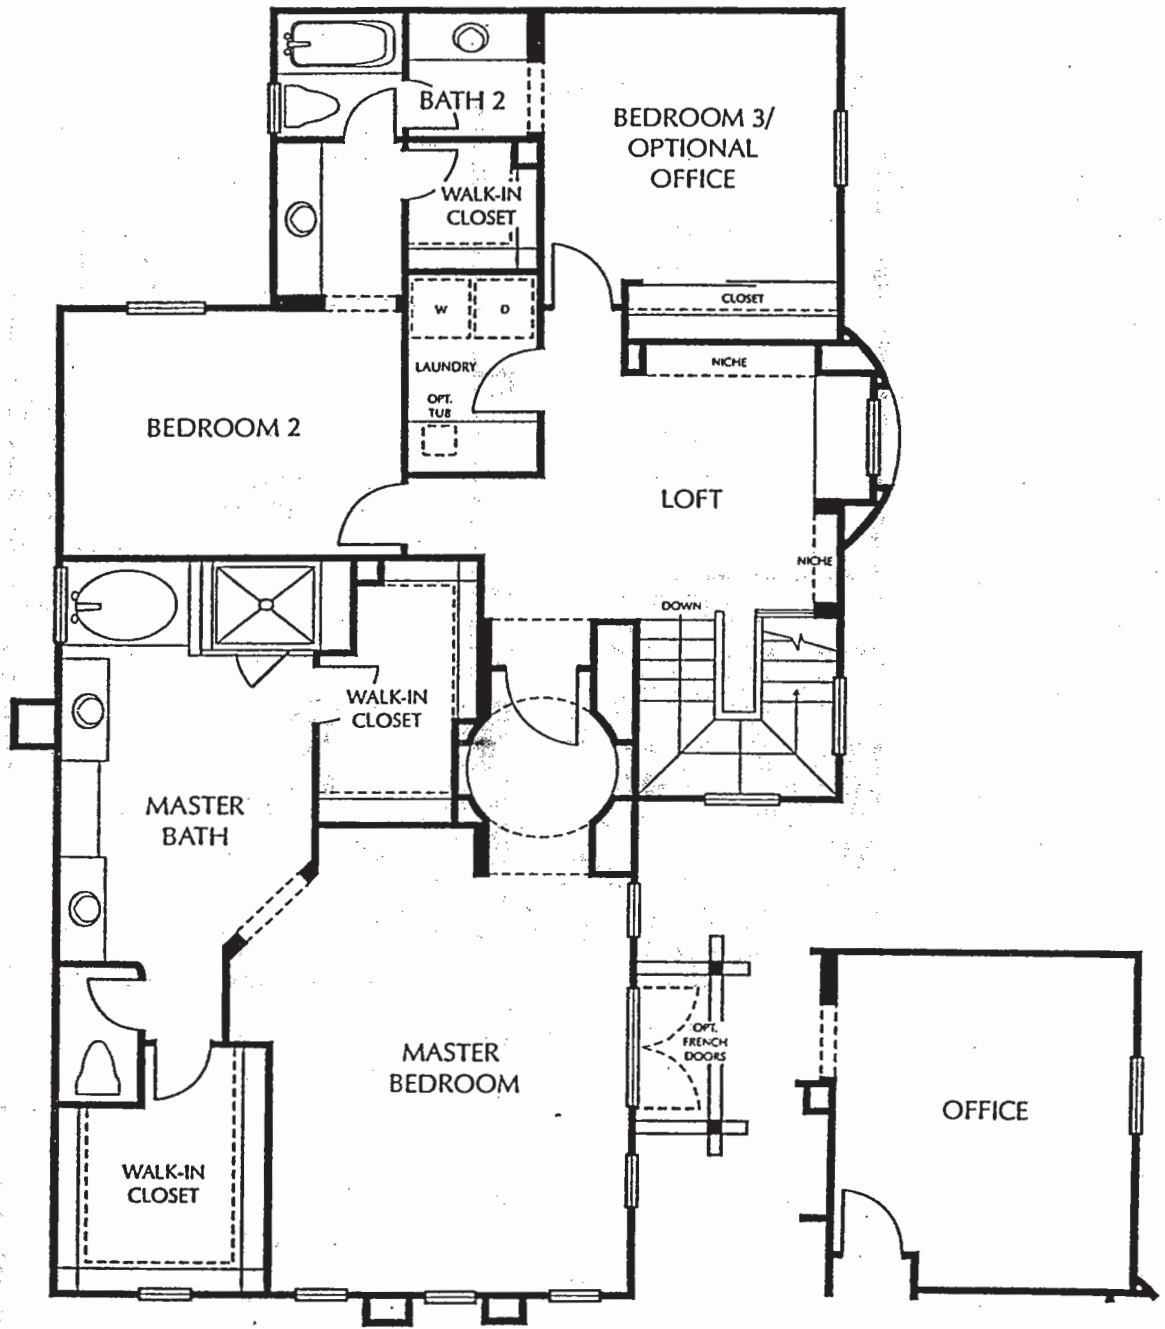 BATH 2
BEDROOM 3/
OPTIONAL
OFFICE
WALK-IN
CLOSET
CLOSET
W
D
LAUNDRY
OPT.
TUB
NICHE
BEDROOM 2
LOFT
NICHE
DOWN
WALK-IN
CLOSET
MASTER
BATH
MASTER
BEDROOM
OPT.
FRENCH
DOORS
OFFICE
WALK-IN
CLOSET